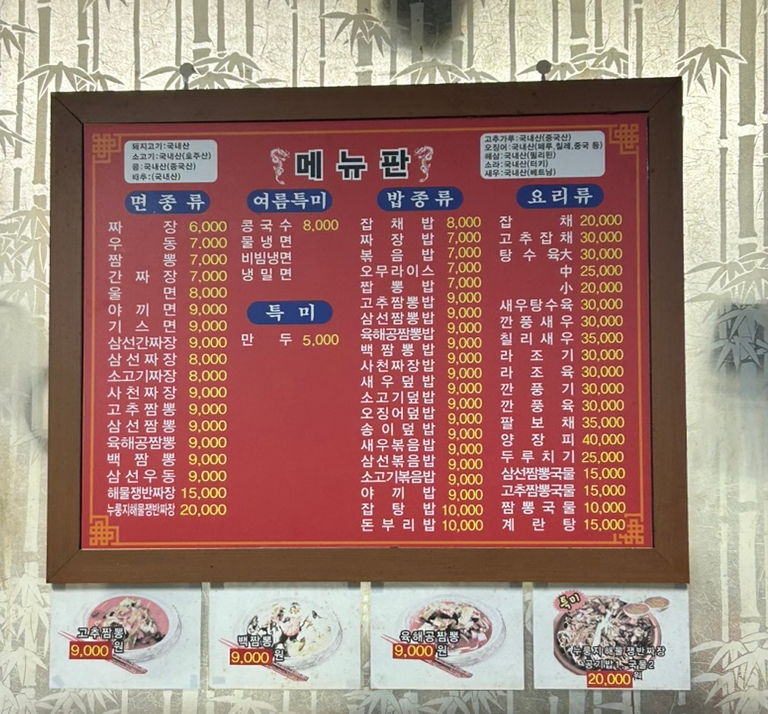 돼지고기:국내산
소고기:국내산(호주산)
콩:국내산(중국산)
배추:(국내산)
메뉴판
고추가루:국내산(중국산)
오징어:국내산(페루,칠레,중국 등)
해삼:국내산(필리핀)
소라:국내산(터키)
새우:국내산(베트남)
면종류
짜장 6,000
우동 7,000
짬뽕 7,000
간짜장 7,000
울면 8,000
야끼면 9,000
기스면 9,000
삼선간짜장 9,000
삼선짜장 8,000
소고기짜장 8,000
사천짜장 9,000
고추짬뽕 9,000
삼선짬뽕 9,000
육해공짬뽕 9,000
백짬뽕 9,000
삼선우동 9,000
해물쟁반짜장 15,000
누룽지해물쟁반짜장 20,000
여름특미
콩국수 8,000
물냉면
비빔냉면
냉밀면
특미
만두 5,000
밥종류
잡채밥 8,000
짜장밥 7,000
볶음밥 7,000
오무라이스 7,000
짬뽕밥 7,000
고추짬뽕밥 9,000
삼선짬뽕밥 9,000
육해공짬뽕밥 9,000
백짬뽕밥 9,000
사천짜장밥 9,000
새우덮밥 9,000
소고기덮밥 9,000
오징어덮밥 9,000
송이덮밥 9,000
새우볶음밥 9,000
삼선볶음밥 9,000
소고기볶음밥 9,000
야끼밥 9,000
잡탕밥 10,000
돈부리밥 10,000
요리류
잡채 20,000
고추잡채 30,000
탕수육大 30,000
中 25,000
小 20,000
새우탕수육 30,000
깐풍새우 30,000
칠리새우 35,000
라조기 30,000
라조육 30,000
깐풍기 30,000
깐풍육 30,000
팔보채 35,000
양장피 40,000
두루치기 25,000
삼선짬뽕국물 15,000
고추짬뽕국물 15,000
짬뽕국물 10,000
계란탕 15,000
고추짬뽕
9,000원
백짬뽕
9,000원
육해공짬뽕
9,000원
특미
누룽지해물쟁반짜장
공기밥1, 국물2
20,000원